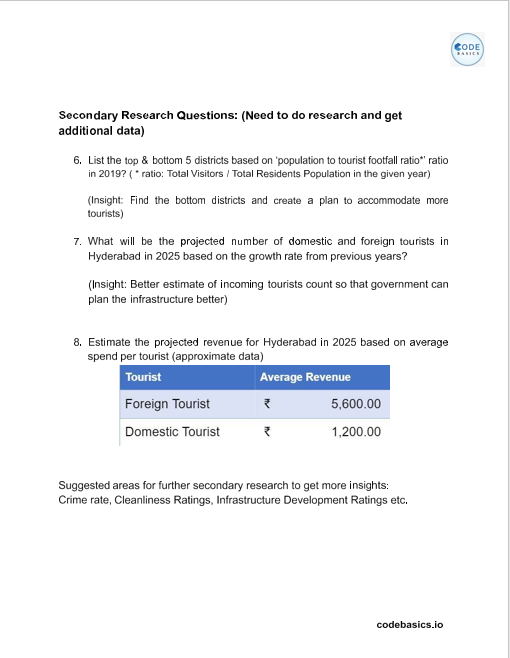 CODE
BASICS
Secondary Research Questions: (Need to do research and get
additional data)
6. List the top & bottom 5 districts based on ‘population to tourist footfall ratio*’ ratio
in 2019? ( * ratio: Total Visitors / Total Residents Population in the given year)
(Insight: Find the bottom districts and create a plan to accommodate more
tourists)
7. What will be the projected number of domestic and foreign tourists in
Hyderabad in 2025 based on the growth rate from previous years?
(Insight: Better estimate of incoming tourists count so that government can
plan the infrastructure better)
8. Estimate the projected revenue for Hyderabad in 2025 based on average
spend per tourist (approximate data)
Tourist Average Revenue
Foreign Tourist ₹ 5,600.00
Domestic Tourist ₹ 1,200.00
Suggested areas for further secondary research to get more insights:
Crime rate, Cleanliness Ratings, Infrastructure Development Ratings etc.
codebasics.io